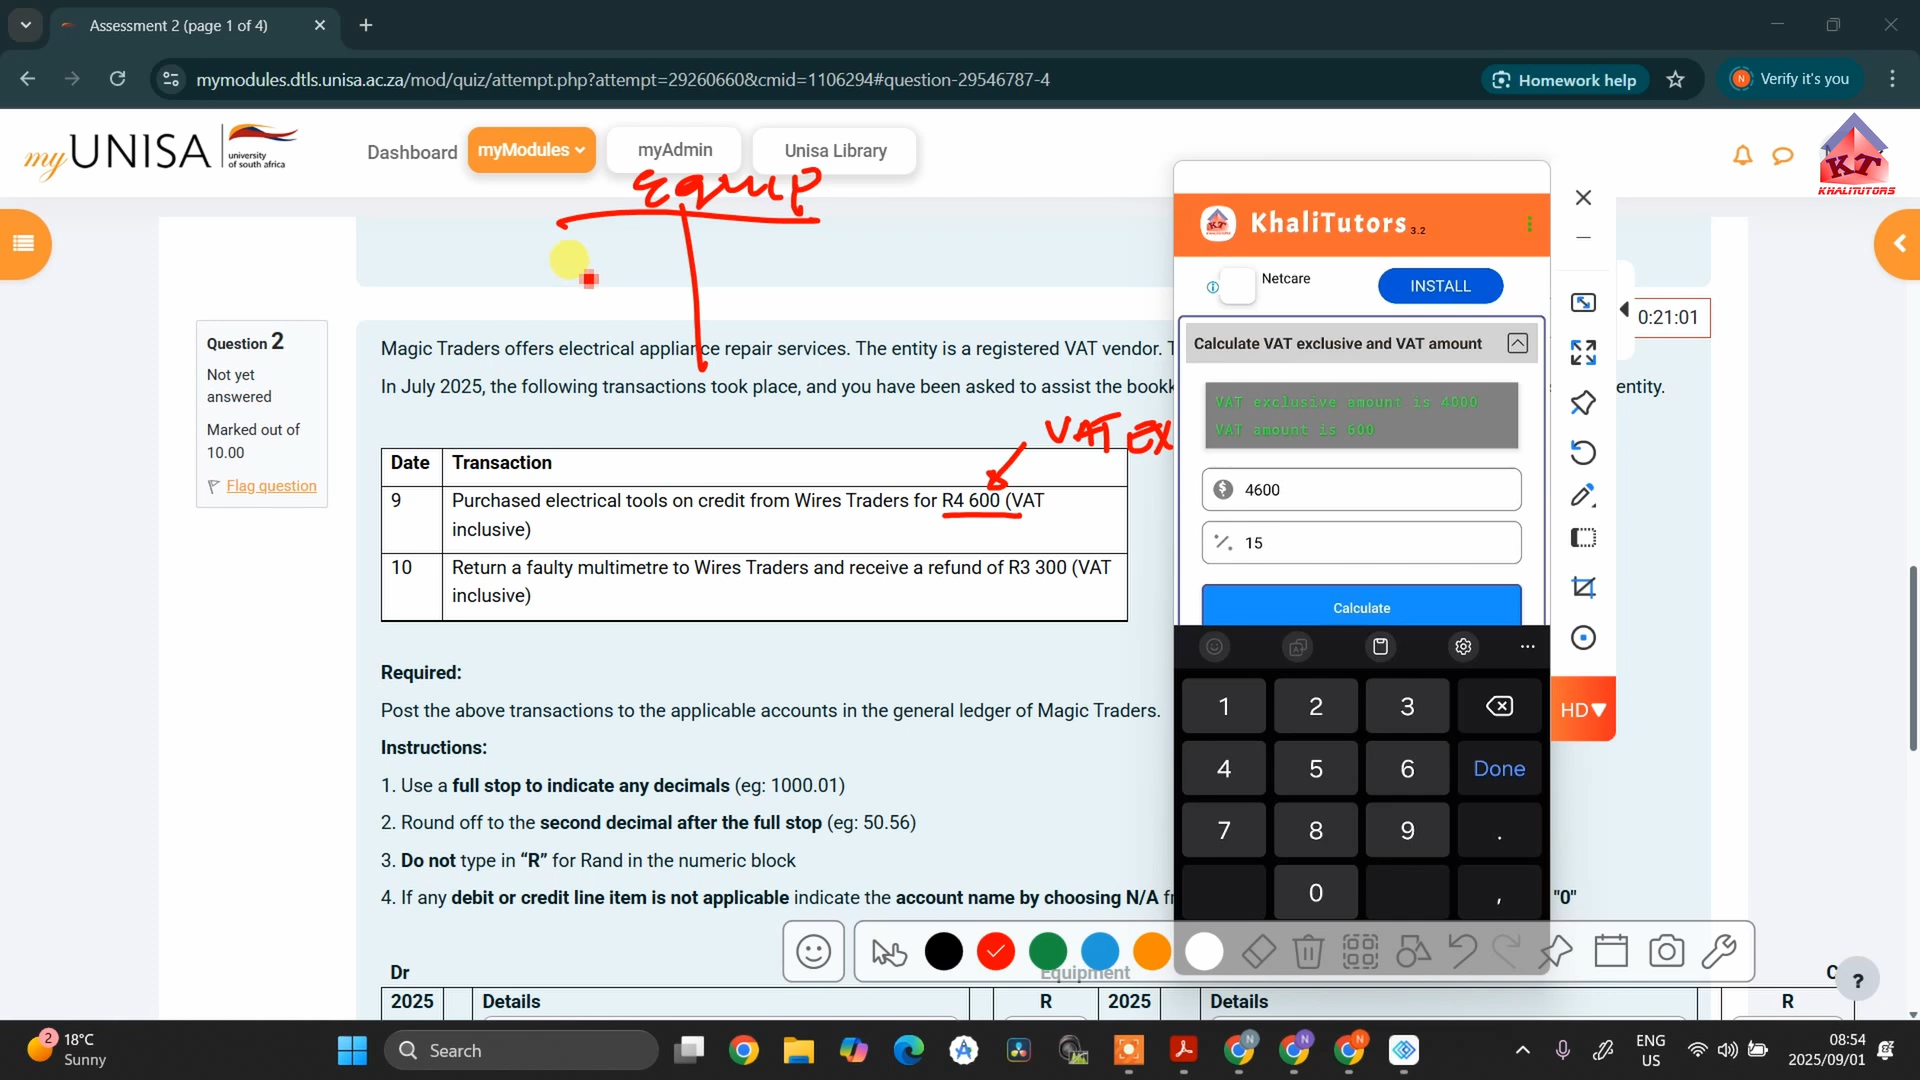 Assessment 2 (page 1 of 4)
mymodules.dtls.unisa.ac.za/mod/quiz/attempt.php?attempt=29260660&cmid=1106294#question-29546787-4
Homework help
N
Verify it's you
myUNISA
university
of south africa
Dashboard
myModules
myAdmin
Unisa Library
KT
KHALITUTORS
Equip
KhaliTutors 3.2
Netcare
INSTALL
0:21:01
Question 2
Not yet
answered
Marked out of
10.00
Flag question
Magic Traders offers electrical appliance repair services. The entity is a registered VAT vendor. T
In July 2025, the following transactions took place, and you have been asked to assist the bookk
entity.
VAT EX
Date
Transaction
9
Purchased electrical tools on credit from Wires Traders for R4 600 (VAT
inclusive)
10
Return a faulty multimetre to Wires Traders and receive a refund of R3 300 (VAT
inclusive)
Calculate VAT exclusive and VAT amount
VAT exclusive amount is 4000
VAT amount is 600
4600
15
Calculate
HD
1
2
3
4
5
6
Done
7
8
9
.
0
,
Required:
Post the above transactions to the applicable accounts in the general ledger of Magic Traders.
Instructions:
1. Use a full stop to indicate any decimals (eg: 1000.01)
2. Round off to the second decimal after the full stop (eg: 50.56)
3. Do not type in “R” for Rand in the numeric block
4. If any debit or credit line item is not applicable indicate the account name by choosing N/A fr
"0"
Dr
Equipment
C
?
2025
Details
R
2025
Details
R
2
18°C
Sunny
Search
ENG
US
08:54
2025/09/01